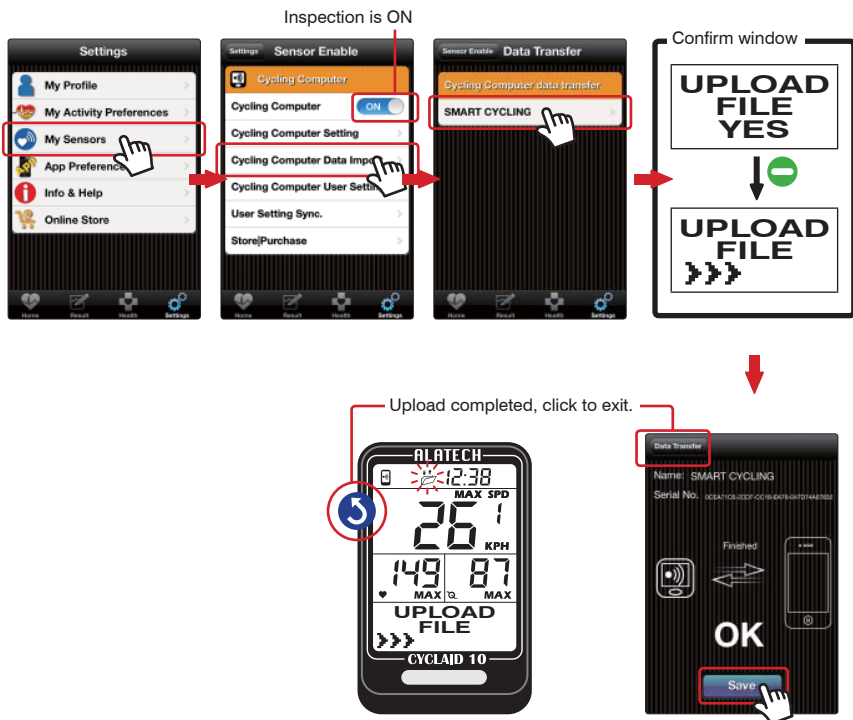 Inspection is ON
Settings
My Profile
My Activity Preferences
My Sensors
App Preference
Info & Help
Online Store
Home Result Health Settings
Settings Sensor Enable
Cycling Computer
Cycling Computer ON
Cycling Computer Setting
Cycling Computer Data Impo
Cycling Computer User Settin
User Setting Sync.
Store|Purchase
Home Result Health Settings
Sensor Enable Data Transfer
Cycling Computer data transfer
SMART CYCLING
Home Result Health Settings
Confirm window
UPLOAD
FILE
YES
UPLOAD
FILE
Upload completed, click to exit.
ALATECH
12:38
MAX SPD
26 1
KPH
149 87
MAX MAX
UPLOAD
FILE
CYCLAID 10
Data Transfer
Name: SMART CYCLING
Serial No.
Finished
OK
Save